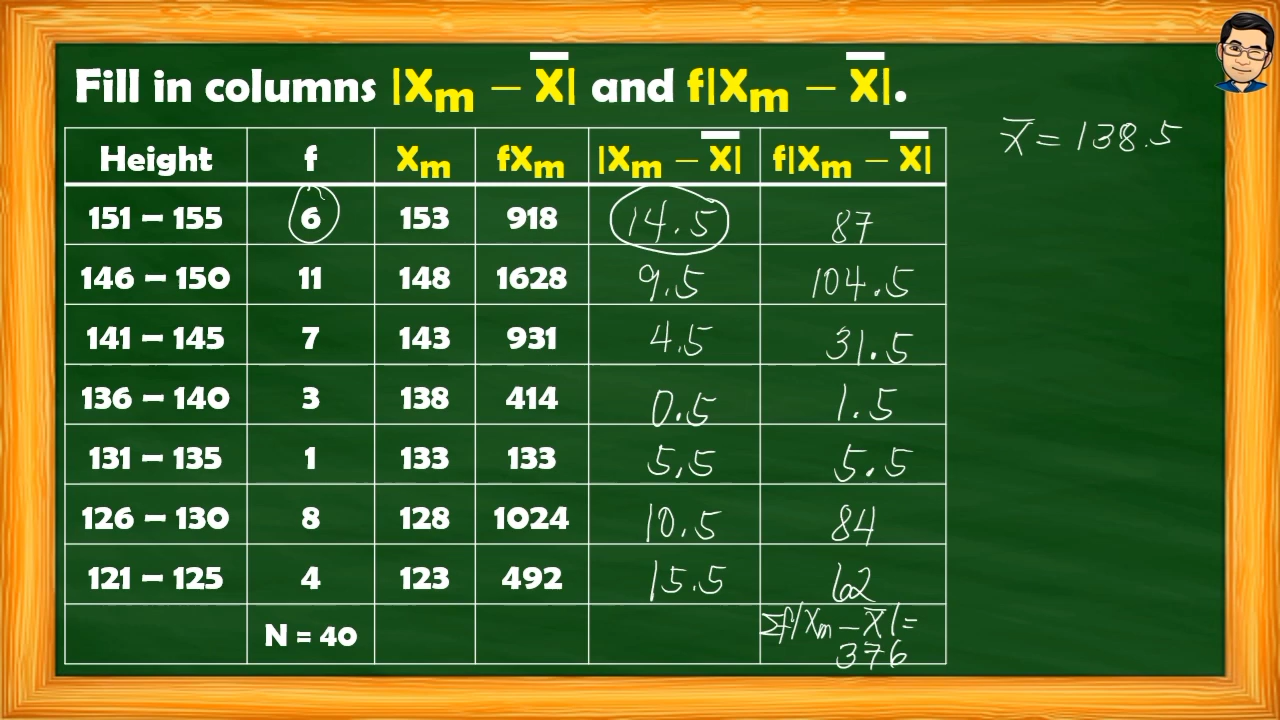 Fill in columns |Xm – X̅| and f|Xm – X̅|.
x̅ = 138.5
Height f Xm fXm |Xm – X̅| f|Xm – X̅|
151 – 155 6 153 918 14.5 87
146 – 150 11 148 1628 9.5 104.5
141 – 145 7 143 931 4.5 31.5
136 – 140 3 138 414 0.5 1.5
131 – 135 1 133 133 5,5 5.5
126 – 130 8 128 1024 10.5 84
121 – 125 4 123 492 15.5 62
N = 40 Σf|Xm – X̅| =
376